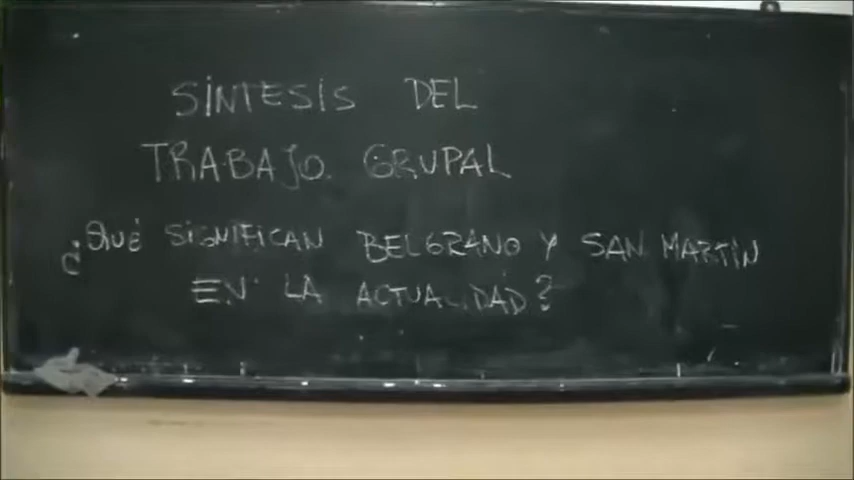 SÍNTESIS DEL
TRABAJO GRUPAL
¿QUÉ SIGNIFICAN BELGRANO Y SAN MARTÍN
EN LA ACTUALIDAD?